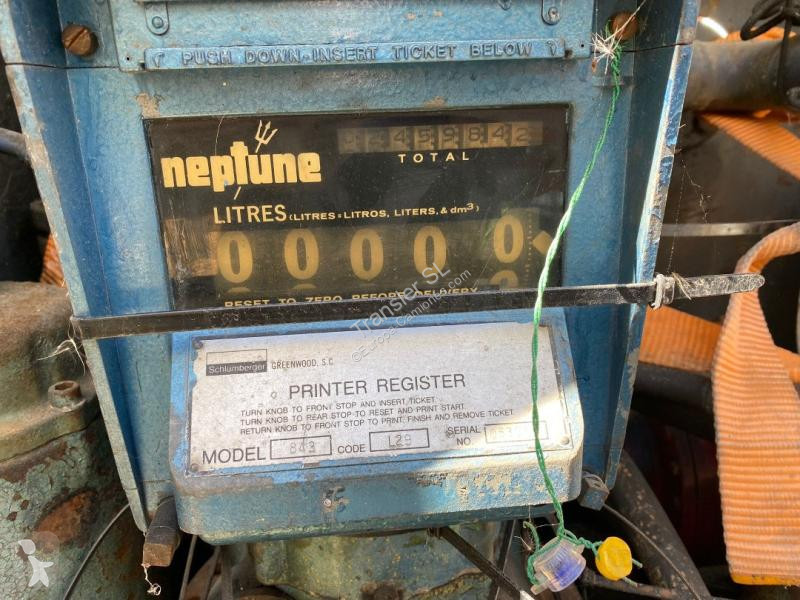 PUSH DOWN-INSERT TICKET BELOW
neptune
TOTAL
LITRES (LITRES=LITROS, LITERS, & dm³)
0 0 0 0 0
RESET TO ZERO BEFORE DELIVERY
Transfer SL
Schlumberger GREENWOOD, S.C.
PRINTER REGISTER
TURN KNOB TO FRONT STOP AND INSERT TICKET.
TURN KNOB TO REAR STOP TO RESET AND PRINT START.
RETURN KNOB TO FRONT STOP TO PRINT, FINISH AND REMOVE TICKET.
MODEL 843 CODE L29 SERIAL NO